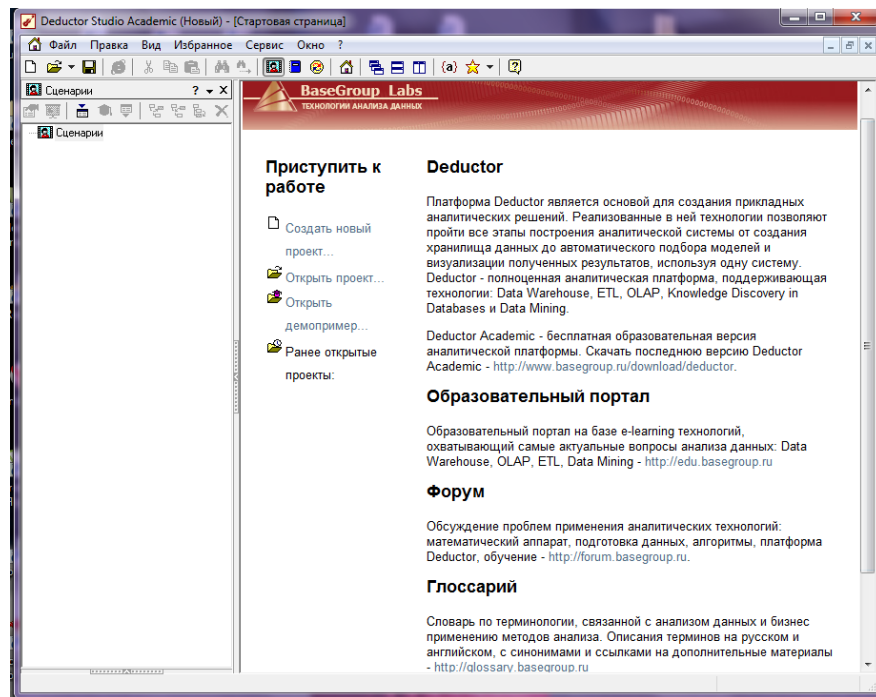 Deductor Studio Academic (Новый) - [Стартовая страница]
Файл Правка Вид Избранное Сервис Окно ?
Сценарии
Сценарии
BaseGroup Labs
ТЕХНОЛОГИИ АНАЛИЗА ДАННЫХ
Приступить к
работе
Создать новый
проект...
Открыть проект...
Открыть
демопример...
Ранее открытые
проекты:
Deductor
Платформа Deductor является основой для создания прикладных
аналитических решений. Реализованные в ней технологии позволяют
пройти все этапы построения аналитической системы от создания
хранилища данных до автоматического подбора моделей и
визуализации полученных результатов, используя одну систему.
Deductor - полноценная аналитическая платформа, поддерживающая
технологии: Data Warehouse, ETL, OLAP, Knowledge Discovery in
Databases и Data Mining.
Deductor Academic - бесплатная образовательная версия
аналитической платформы. Скачать последнюю версию Deductor
Academic - http://www.basegroup.ru/download/deductor.
Образовательный портал
Образовательный портал на базе e-learning технологий,
охватывающий самые актуальные вопросы анализа данных: Data
Warehouse, OLAP, ETL, Data Mining - http://edu.basegroup.ru
Форум
Обсуждение проблем применения аналитических технологий:
математический аппарат, подготовка данных, алгоритмы, платформа
Deductor, обучение - http://forum.basegroup.ru.
Глоссарий
Словарь по терминологии, связанной с анализом данных и бизнес
применению методов анализа. Описания терминов на русском и
английском, с синонимами и ссылками на дополнительные материалы
- http://glossary.basegroup.ru